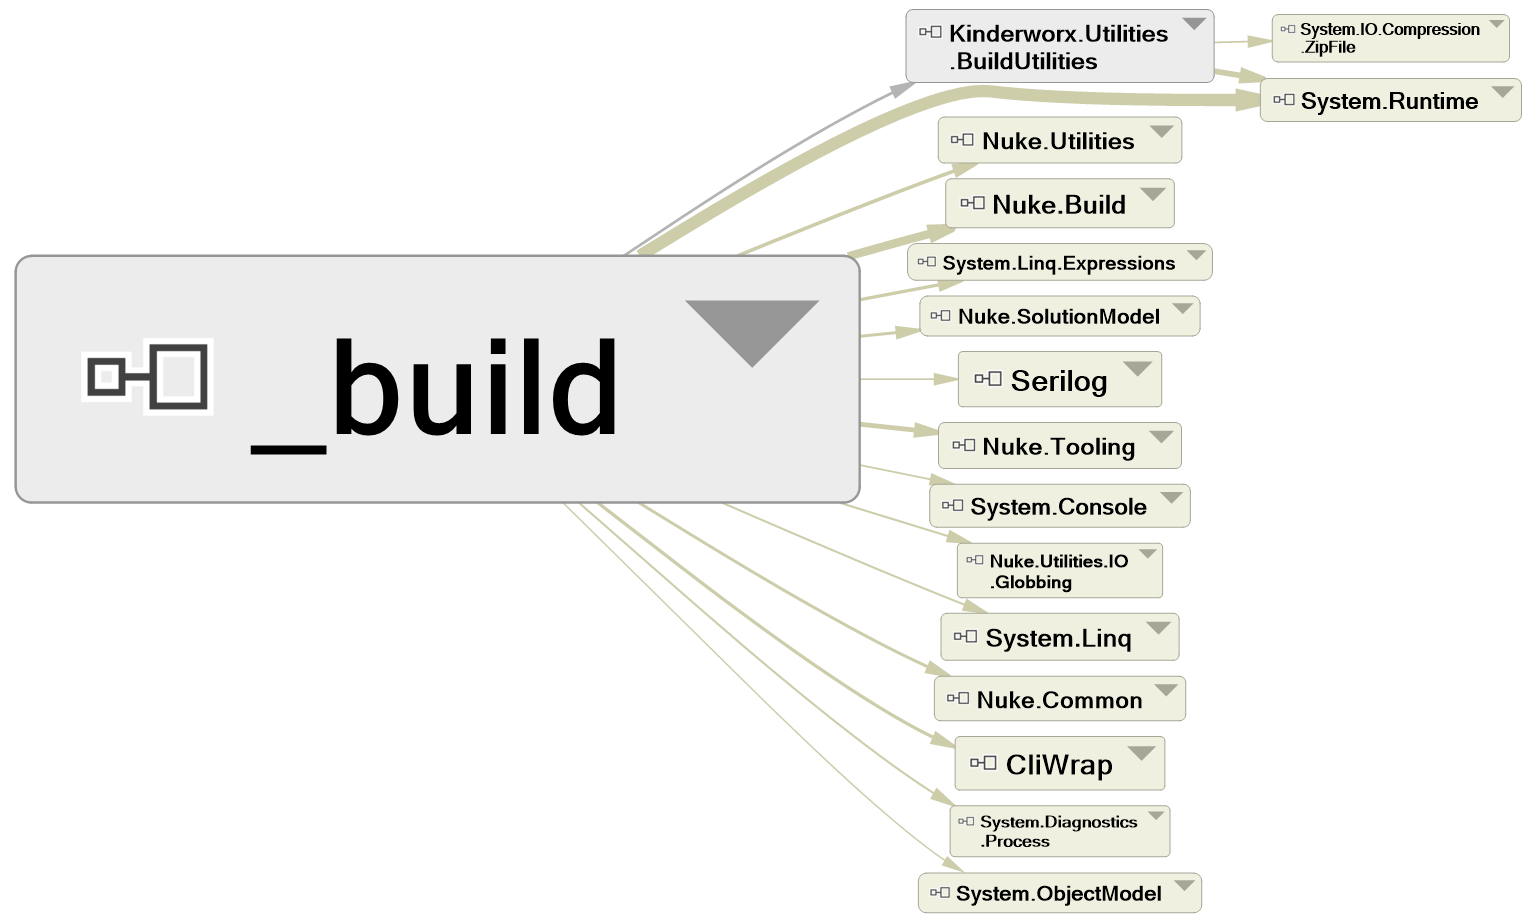 Kinderworx.Utilities
.BuildUtilities
System.IO.Compression
.ZipFile
System.Runtime
Nuke.Utilities
Nuke.Build
System.Linq.Expressions
Nuke.SolutionModel
_build
Serilog
Nuke.Tooling
System.Console
Nuke.Utilities.IO
.Globbing
System.Linq
Nuke.Common
CliWrap
System.Diagnostics
.Process
System.ObjectModel